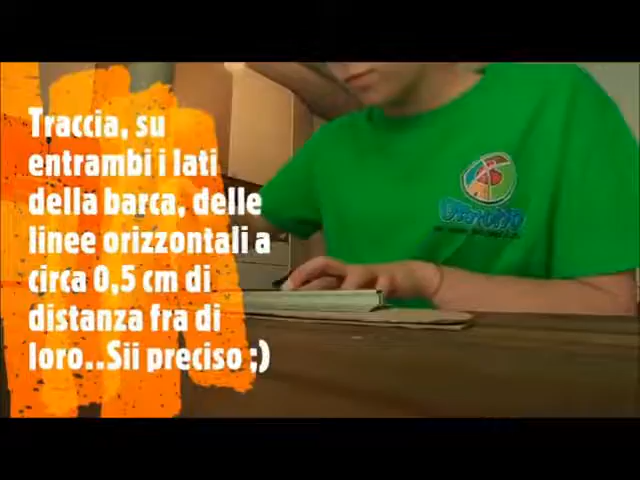 Traccia, su
entrambi i lati
della barca, delle
linee orizzontali a
circa 0,5 cm di
distanza fra di
loro..Sii preciso ;)